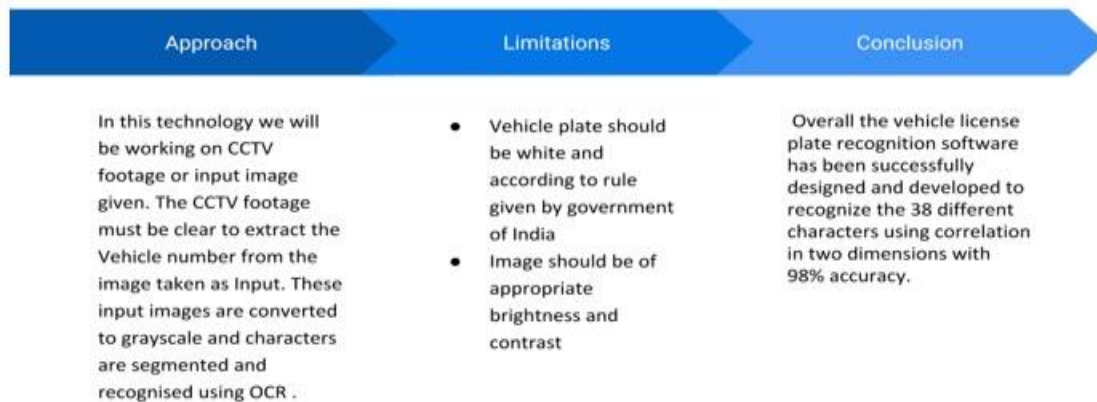 Approach
Limitations
Conclusion
In this technology we will
be working on CCTV
footage or input image
given. The CCTV footage
must be clear to extract the
Vehicle number from the
image taken as Input. These
input images are converted
to grayscale and characters
are segmented and
recognised using OCR .
● Vehicle plate should
be white and
according to rule
given by government
of India
● Image should be of
appropriate
brightness and
contrast
Overall the vehicle license
plate recognition software
has been successfully
designed and developed to
recognize the 38 different
characters using correlation
in two dimensions with
98% accuracy.